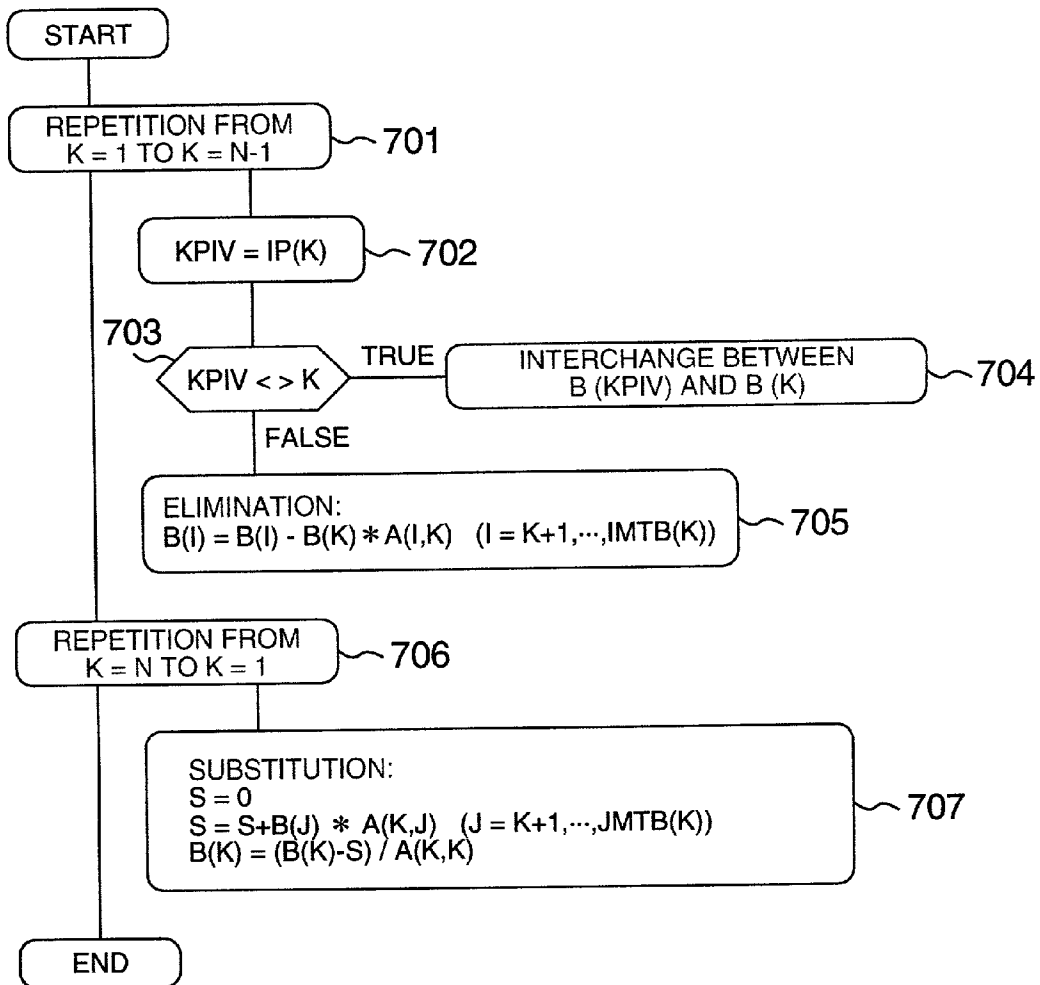 START
REPETITION FROM
K = 1 TO K = N-1
701
KPIV = IP(K)
702
703
KPIV < > K
TRUE
INTERCHANGE BETWEEN
B (KPIV) AND B (K)
704
FALSE
ELIMINATION:
B(I) = B(I) - B(K) * A(I,K) (I = K+1,···,IMTB(K))
705
REPETITION FROM
K = N TO K = 1
706
SUBSTITUTION:
S = 0
S = S+B(J) * A(K,J) (J = K+1,···,JMTB(K))
B(K) = (B(K)-S) / A(K,K)
707
END